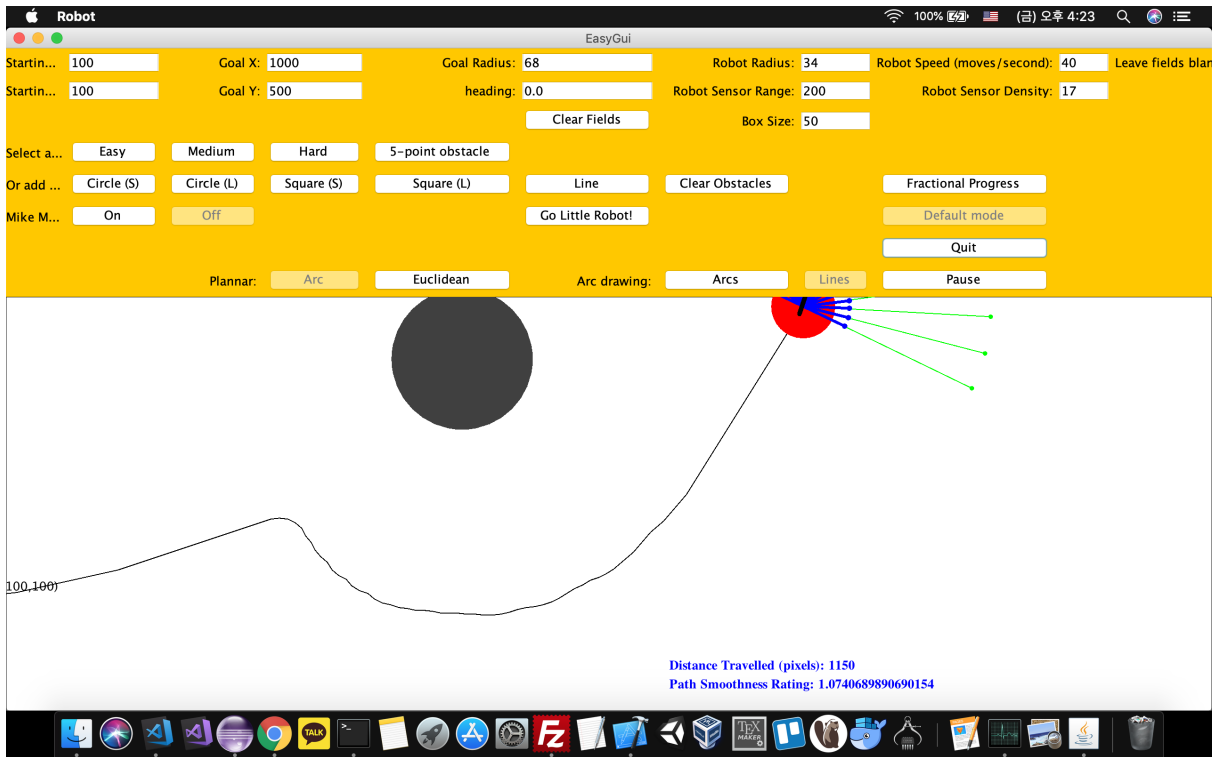 Robot 100% (금) 오후 4:23
EasyGui
Startin... 100 Goal X: 1000 Goal Radius: 68 Robot Radius: 34 Robot Speed (moves/second): 40 Leave fields blan
Startin... 100 Goal Y: 500 heading: 0.0 Robot Sensor Range: 200 Robot Sensor Density: 17
Clear Fields Box Size: 50
Select a... Easy Medium Hard 5-point obstacle
Or add ... Circle (S) Circle (L) Square (S) Square (L) Line Clear Obstacles Fractional Progress
Mike M... On Off Go Little Robot! Default mode
Quit
Plannar: Arc Euclidean Arc drawing: Arcs Lines Pause
100,100)
Distance Travelled (pixels): 1150
Path Smoothness Rating: 1.0740689890690154
TALK Fz TEX MAKER